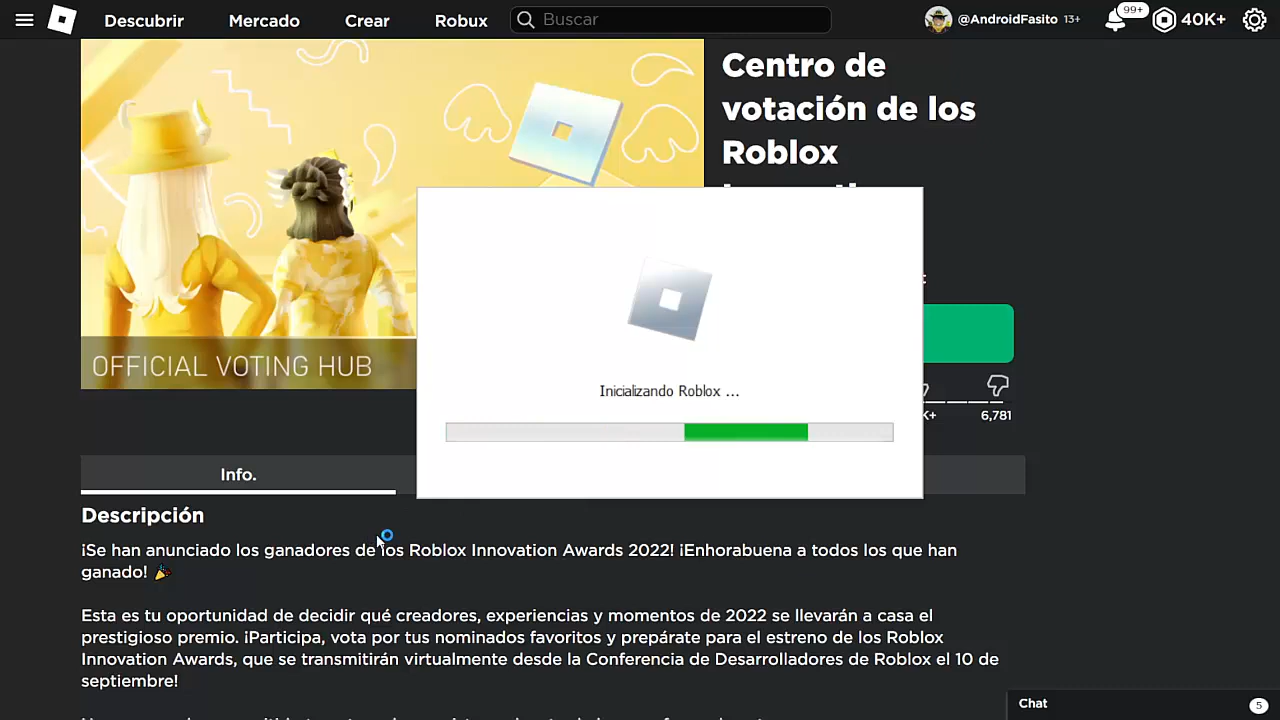 Descubrir Mercado Crear Robux Buscar @AndroidFasito 13+ 99+ 40K+
Centro de
votación de los
Roblox
OFFICIAL VOTING HUB
Inicializando Roblox ...
K+ 6,781
Info.
Descripción
¡Se han anunciado los ganadores de los Roblox Innovation Awards 2022! ¡Enhorabuena a todos los que han
ganado! 🎉
Esta es tu oportunidad de decidir qué creadores, experiencias y momentos de 2022 se llevarán a casa el
prestigioso premio. ¡Participa, vota por tus nominados favoritos y prepárate para el estreno de los Roblox
Innovation Awards, que se transmitirán virtualmente desde la Conferencia de Desarrolladores de Roblox el 10 de
septiembre!
Chat 5